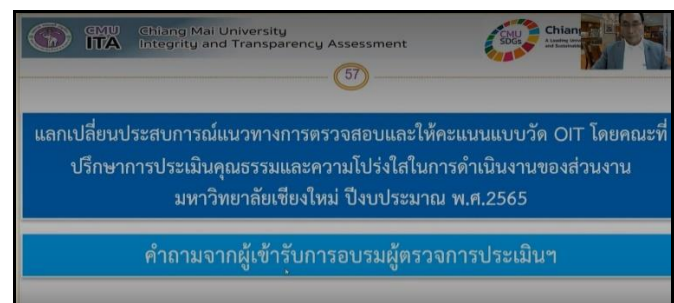 CMU ITA
Chiang Mai University
Integrity and Transparency Assessment
CMU SDGs
Chian
57
แลกเปลี่ยนประสบการณ์แนวทางการตรวจสอบและให้คะแนนแบบวัด OIT โดยคณะที่
ปรึกษาการประเมินคุณธรรมและความโปร่งใสในการดำเนินงานของส่วนงาน
มหาวิทยาลัยเชียงใหม่ ปีงบประมาณ พ.ศ.2565
คำถามจากผู้เข้ารับการอบรมผู้ตรวจการประเมินฯ